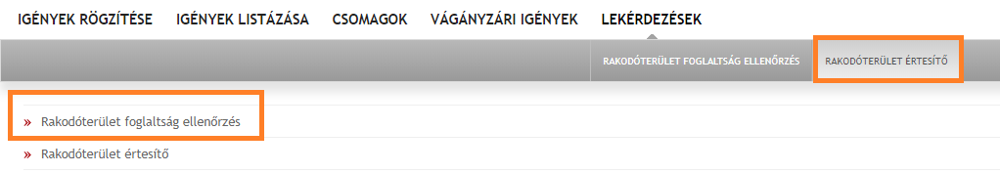 IGÉNYEK RÖGZÍTÉSE IGÉNYEK LISTÁZÁSA CSOMAGOK VÁGÁNYZÁRI IGÉNYEK LEKÉRDEZÉSEK
RAKODÓTERÜLET FOGLALTSÁG ELLENŐRZÉS RAKODÓTERÜLET ÉRTESÍTŐ
» Rakodóterület foglaltság ellenőrzés
» Rakodóterület értesítő